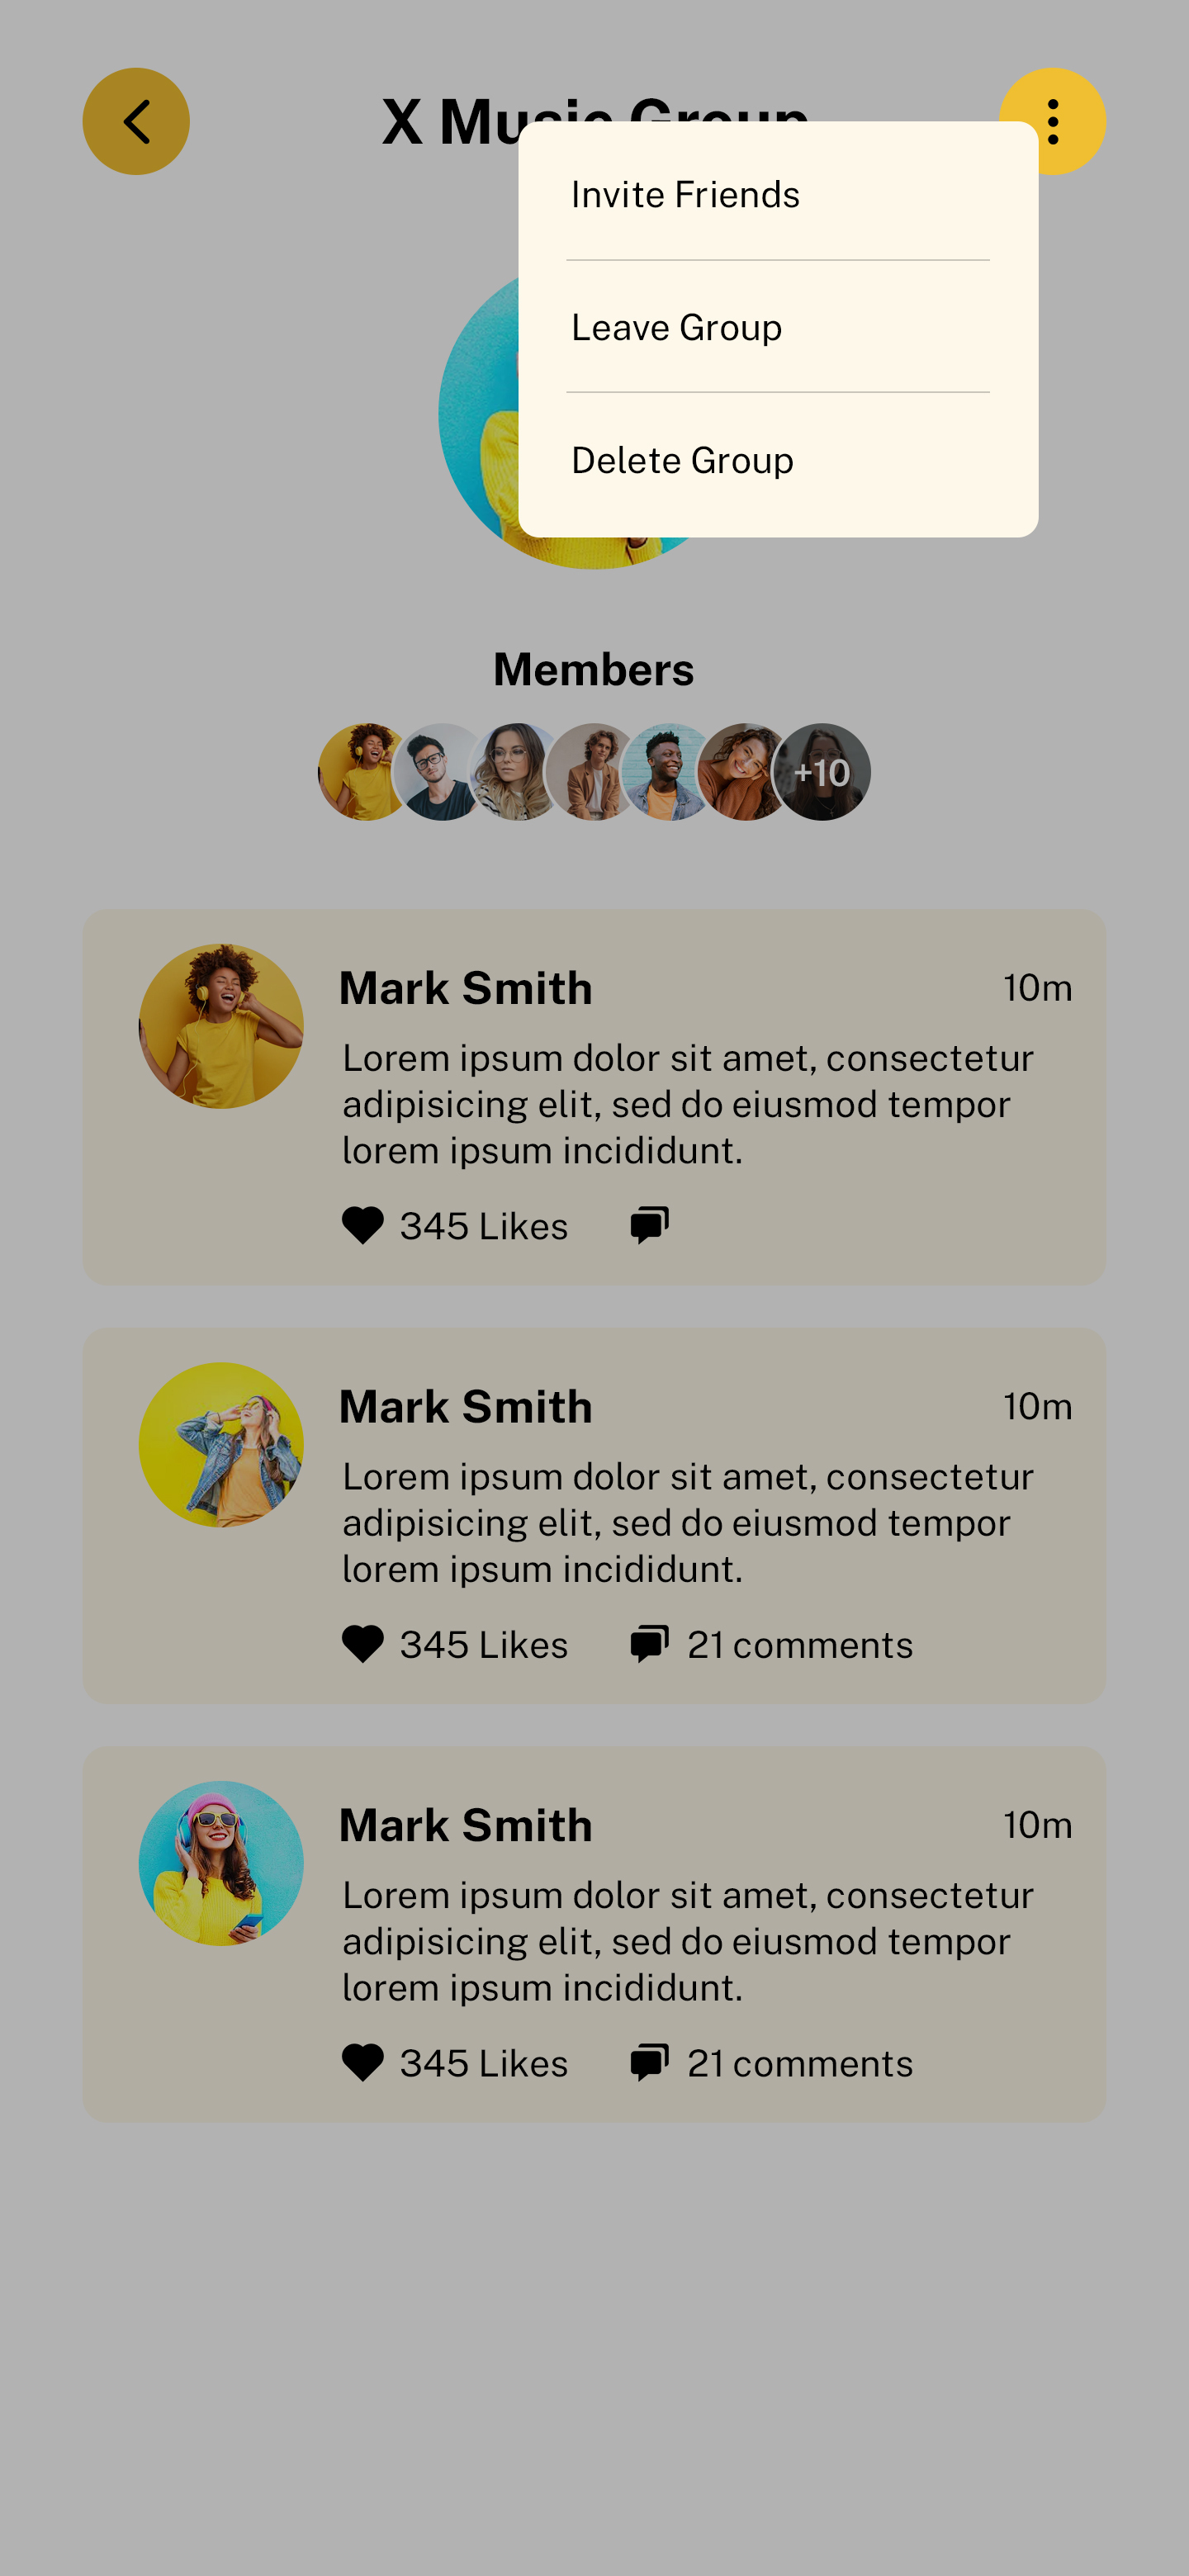 X Music Group
Invite Friends
Leave Group
Delete Group
Members
+10
Mark Smith
10m
Lorem ipsum dolor sit amet, consectetur
adipisicing elit, sed do eiusmod tempor
lorem ipsum incididunt.
345 Likes
Mark Smith
10m
Lorem ipsum dolor sit amet, consectetur
adipisicing elit, sed do eiusmod tempor
lorem ipsum incididunt.
345 Likes
21 comments
Mark Smith
10m
Lorem ipsum dolor sit amet, consectetur
adipisicing elit, sed do eiusmod tempor
lorem ipsum incididunt.
345 Likes
21 comments